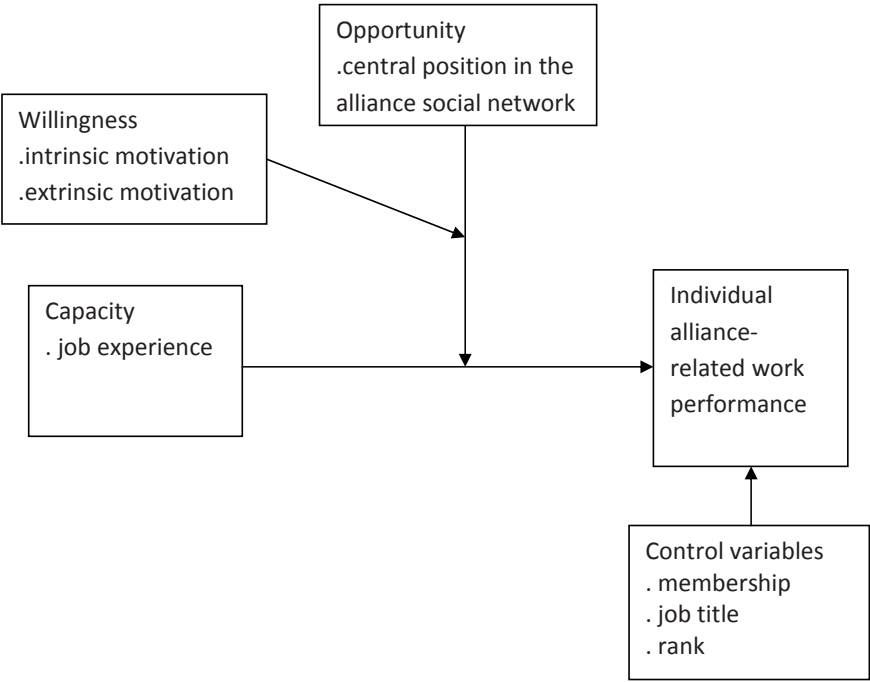 Opportunity
.central position in the
alliance social network
Willingness
.intrinsic motivation
.extrinsic motivation
Capacity
. job experience
Individual
alliance-
related work
performance
Control variables
. membership
. job title
. rank